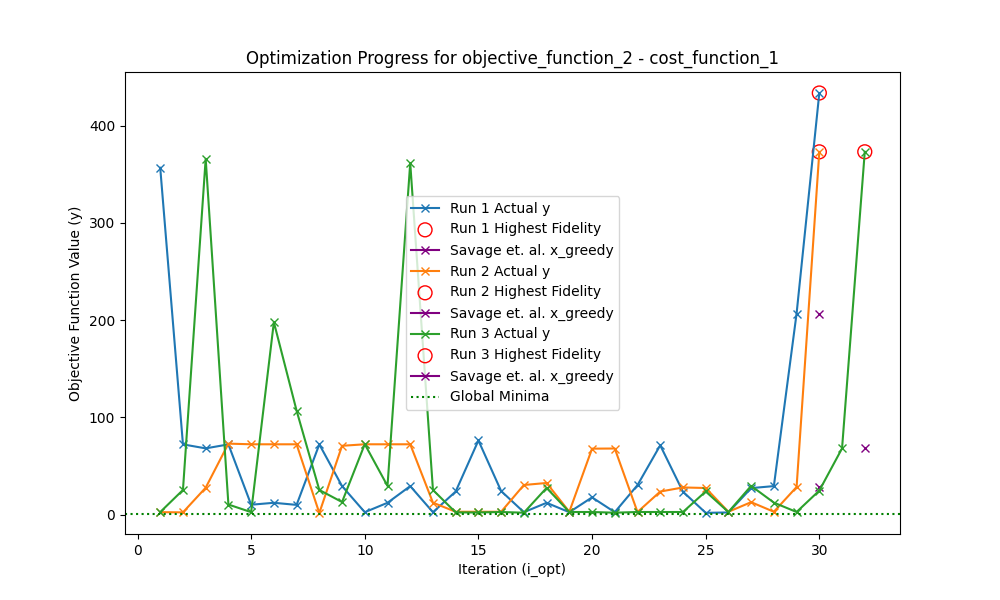 Optimization Progress for objective_function_2 - cost_function_1
Objective Function Value (y)
400
300
200
100
0
Run 1 Actual y
Run 1 Highest Fidelity
Savage et. al. x_greedy
Run 2 Actual y
Run 2 Highest Fidelity
Savage et. al. x_greedy
Run 3 Actual y
Run 3 Highest Fidelity
Savage et. al. x_greedy
Global Minima
0 5 10 15 20 25 30
Iteration (i_opt)